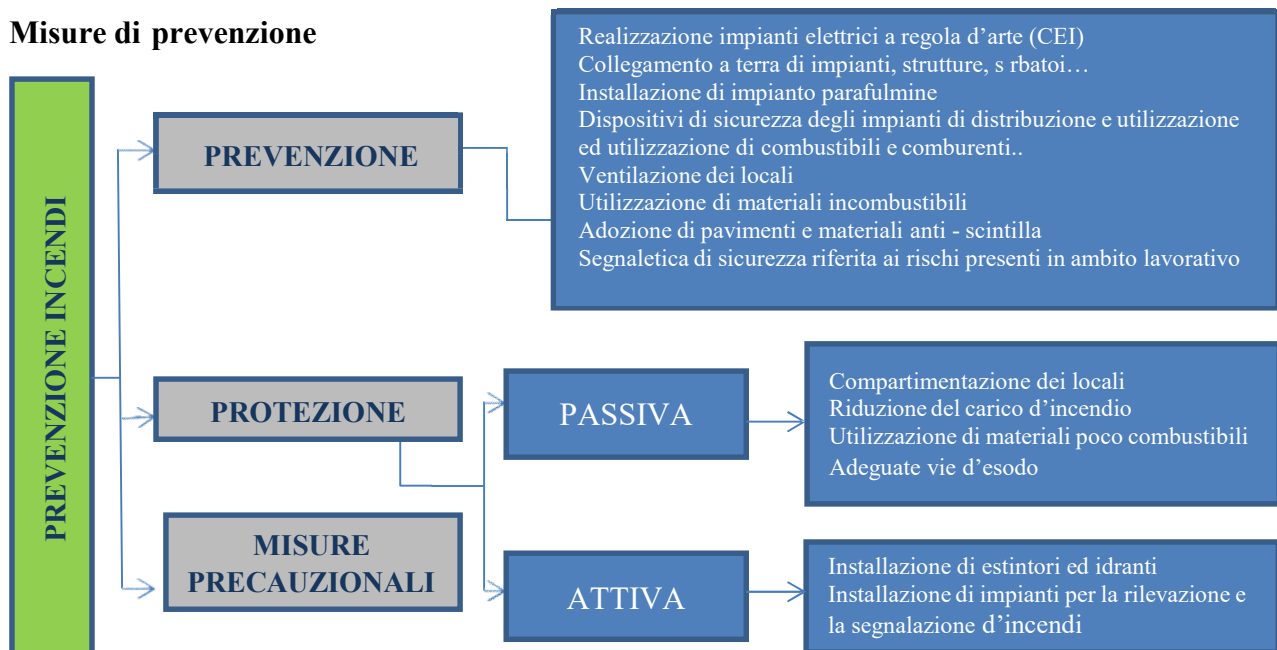 Misure di prevenzione
PREVENZIONE INCENDI
PREVENZIONE
Realizzazione impianti elettrici a regola d’arte (CEI)
Collegamento a terra di impianti, strutture, s rbatoi…
Installazione di impianto parafulmine
Dispositivi di sicurezza degli impianti di distribuzione e utilizzazione
ed utilizzazione di combustibili e comburenti..
Ventilazione dei locali
Utilizzazione di materiali incombustibili
Adozione di pavimenti e materiali anti - scintilla
Segnaletica di sicurezza riferita ai rischi presenti in ambito lavorativo
PROTEZIONE
PASSIVA
Compartimentazione dei locali
Riduzione del carico d’incendio
Utilizzazione di materiali poco combustibili
Adeguate vie d’esodo
MISURE
PRECAUZIONALI
ATTIVA
Installazione di estintori ed idranti
Installazione di impianti per la rilevazione e
la segnalazione d’incendi